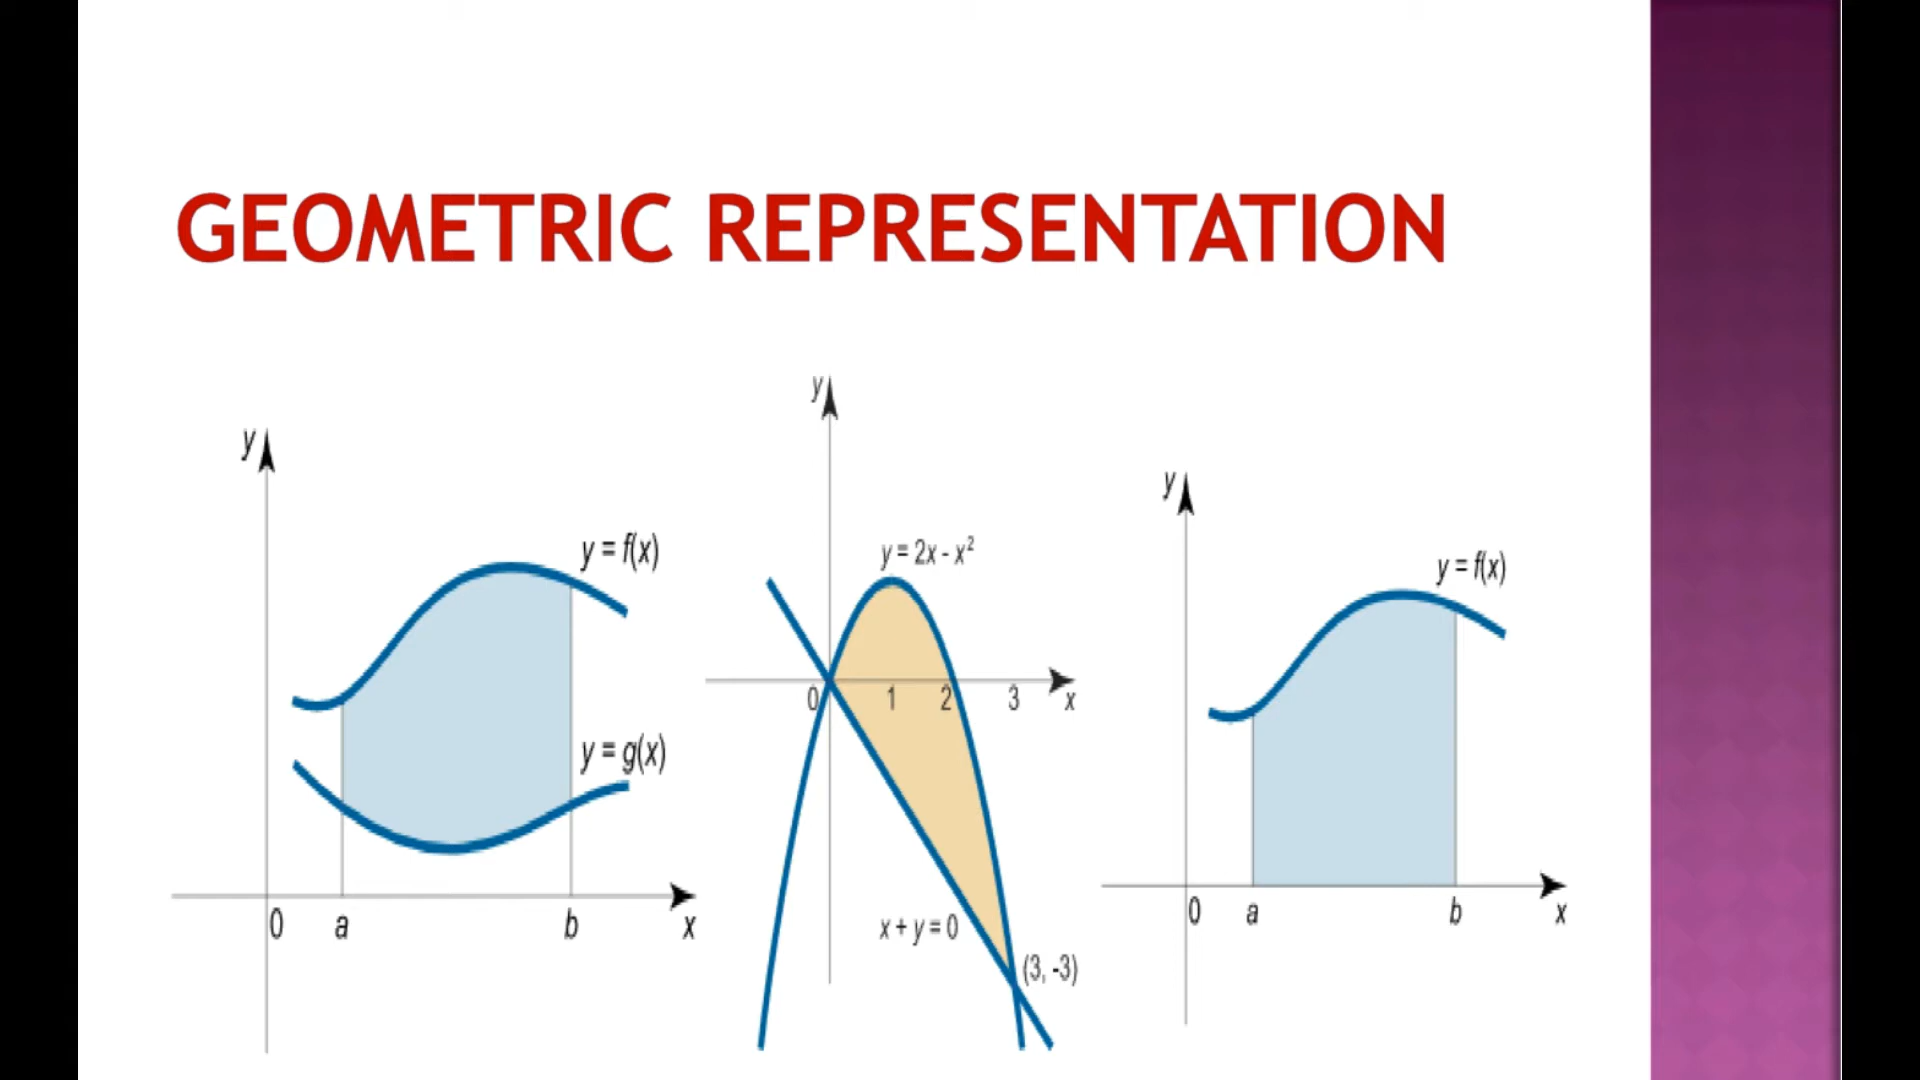 GEOMETRIC REPRESENTATION
y
y = f(x)
y = g(x)
0 a b x
y
y = 2x - x²
0 1 2 3 x
x + y = 0
(3, -3)
y
y = f(x)
0 a b x